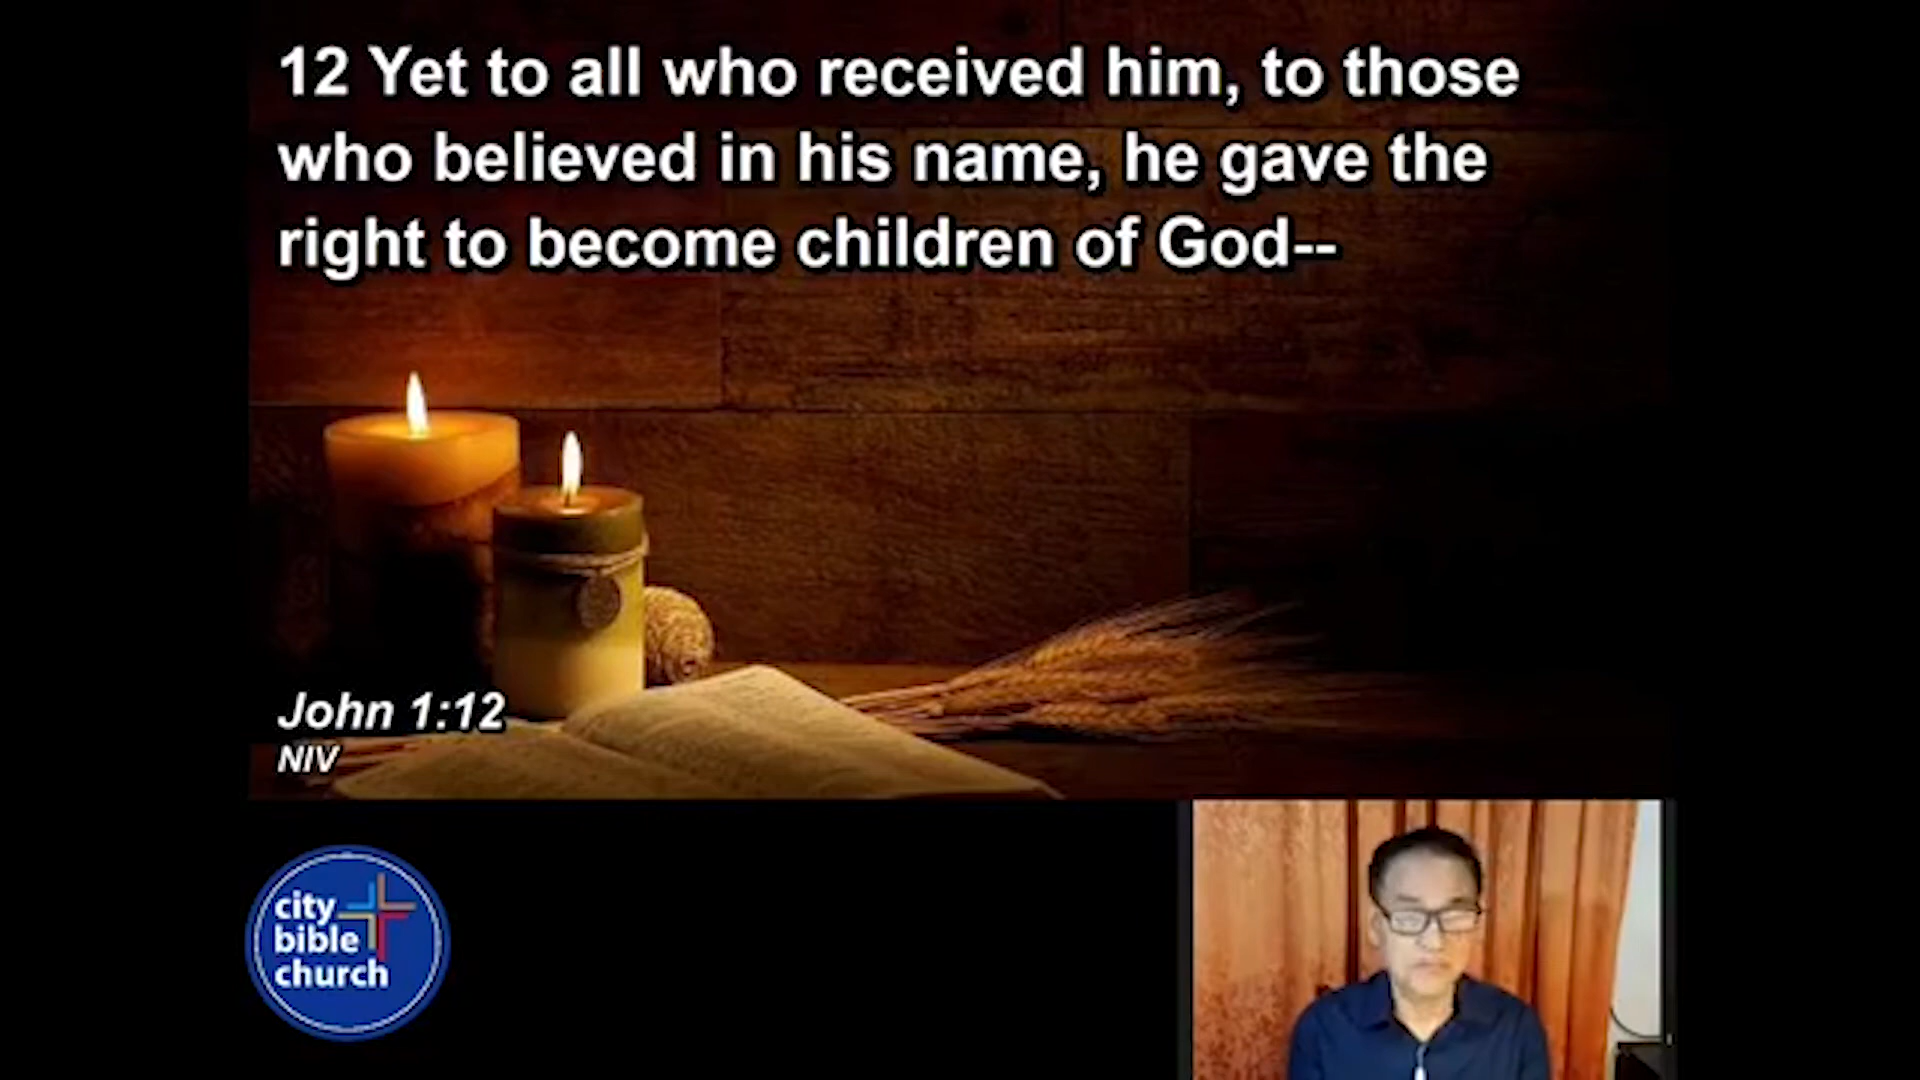 12 Yet to all who received him, to those
who believed in his name, he gave the
right to become children of God--
John 1:12
NIV
city
bible
church